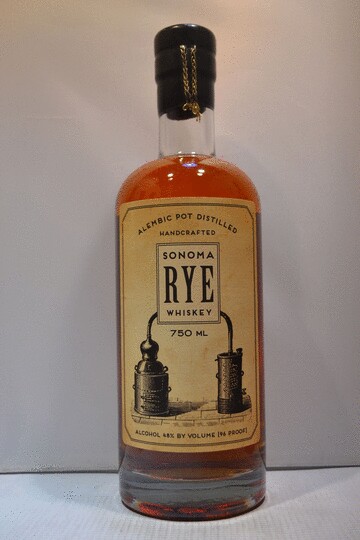 ALEMBIC POT DISTILLED
HANDCRAFTED
SONOMA
RYE
WHISKEY
750 ML
ALCOHOL 48% BY VOLUME [96 PROOF]